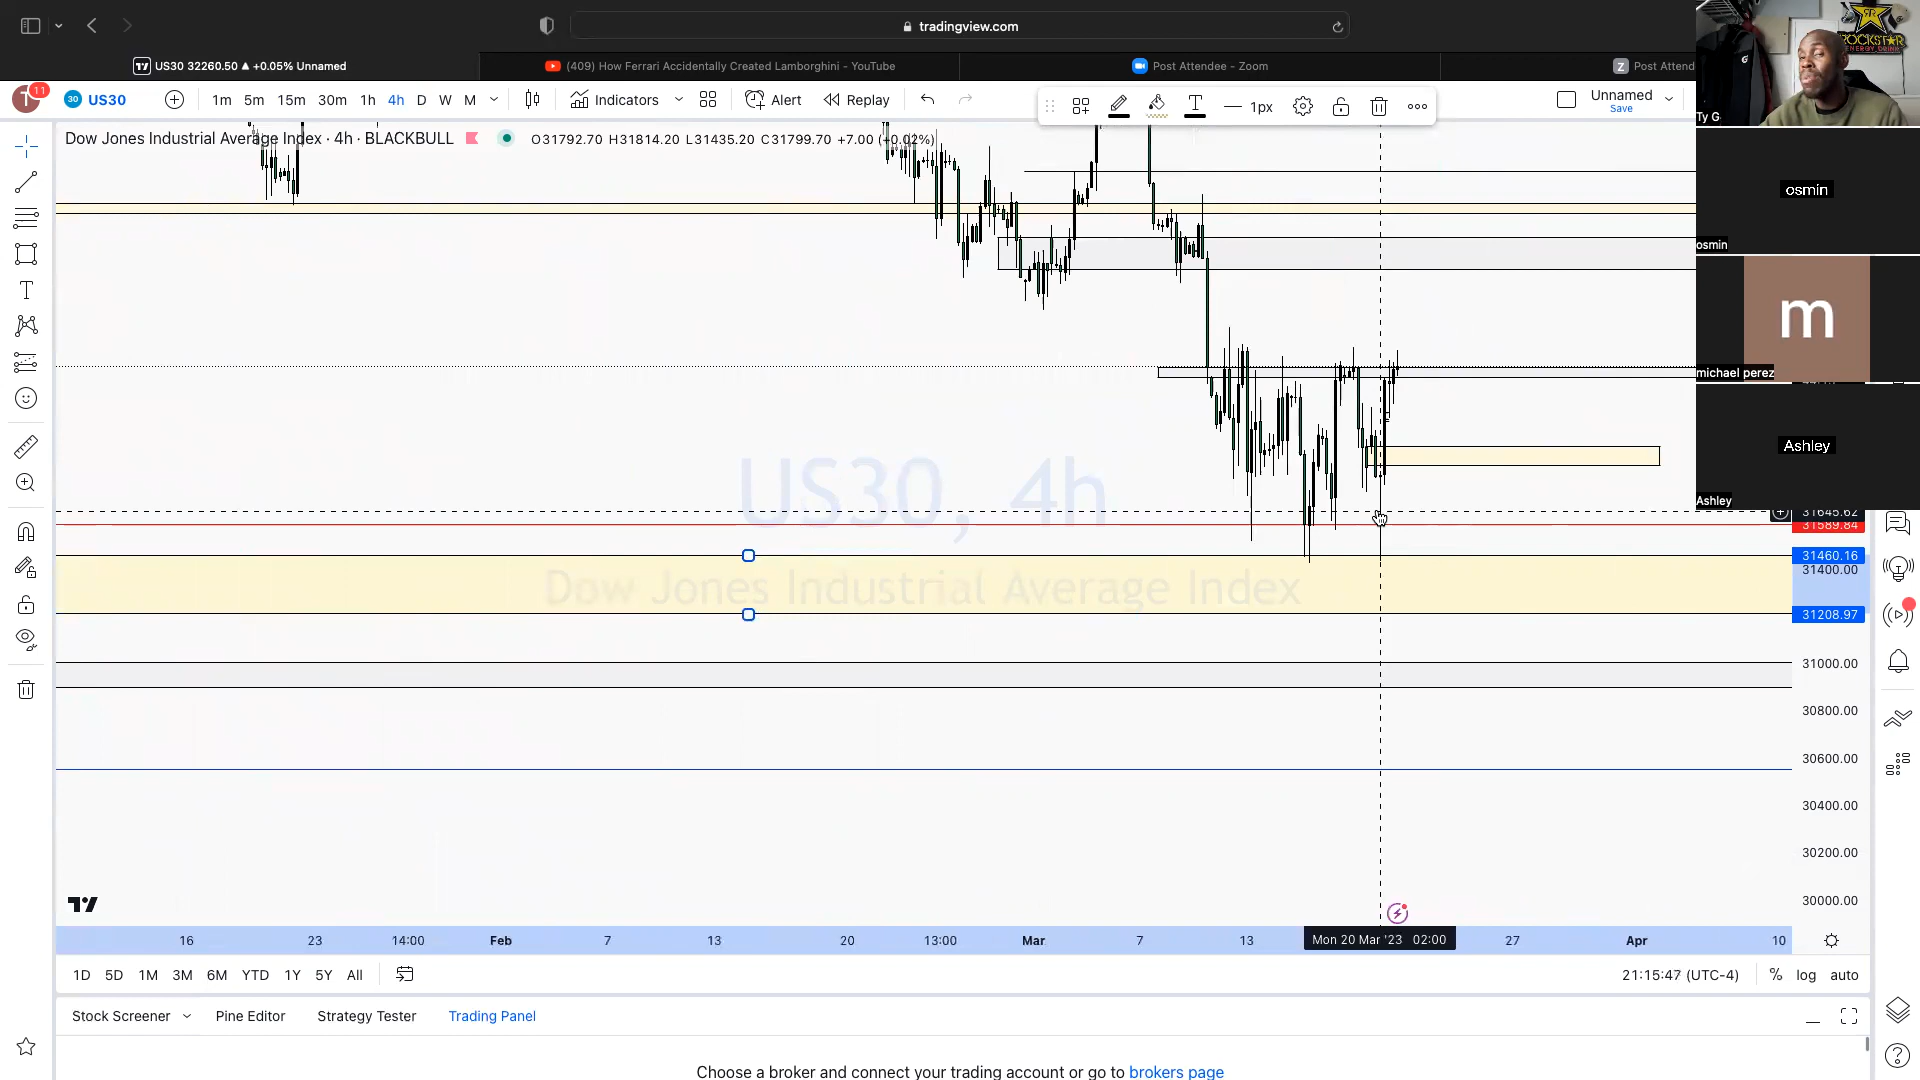 tradingview.com
US30 32260.50 ▲ +0.05% Unnamed
(409) How Ferrari Accidentally Created Lamborghini - YouTube
Post Attendee - Zoom
Z Post Attend
ROCKSTAR
ENERGY DRINK
T 11
30 US30
1m 5m 15m 30m 1h 4h D W M
Indicators
Alert
Replay
1px
Unnamed
Save
Ty G
Dow Jones Industrial Average Index · 4h · BLACKBULL
O31792.70 H31814.20 L31435.20 C31799.70 +7.00 (+0.02%)
osmin
osmin
m
michael perez
Ashley
Ashley
US30, 4h
Dow Jones Industrial Average Index
31645.62
31589.84
31460.16
31400.00
31208.97
31000.00
30800.00
30600.00
30400.00
30200.00
30000.00
16 23 14:00 Feb 7 13 20 13:00 Mar 7 13 Mon 20 Mar '23 02:00 27 Apr 10
1D 5D 1M 3M 6M YTD 1Y 5Y All
21:15:47 (UTC-4) % log auto
Stock Screener Pine Editor Strategy Tester Trading Panel
Choose a broker and connect your trading account or go to brokers page